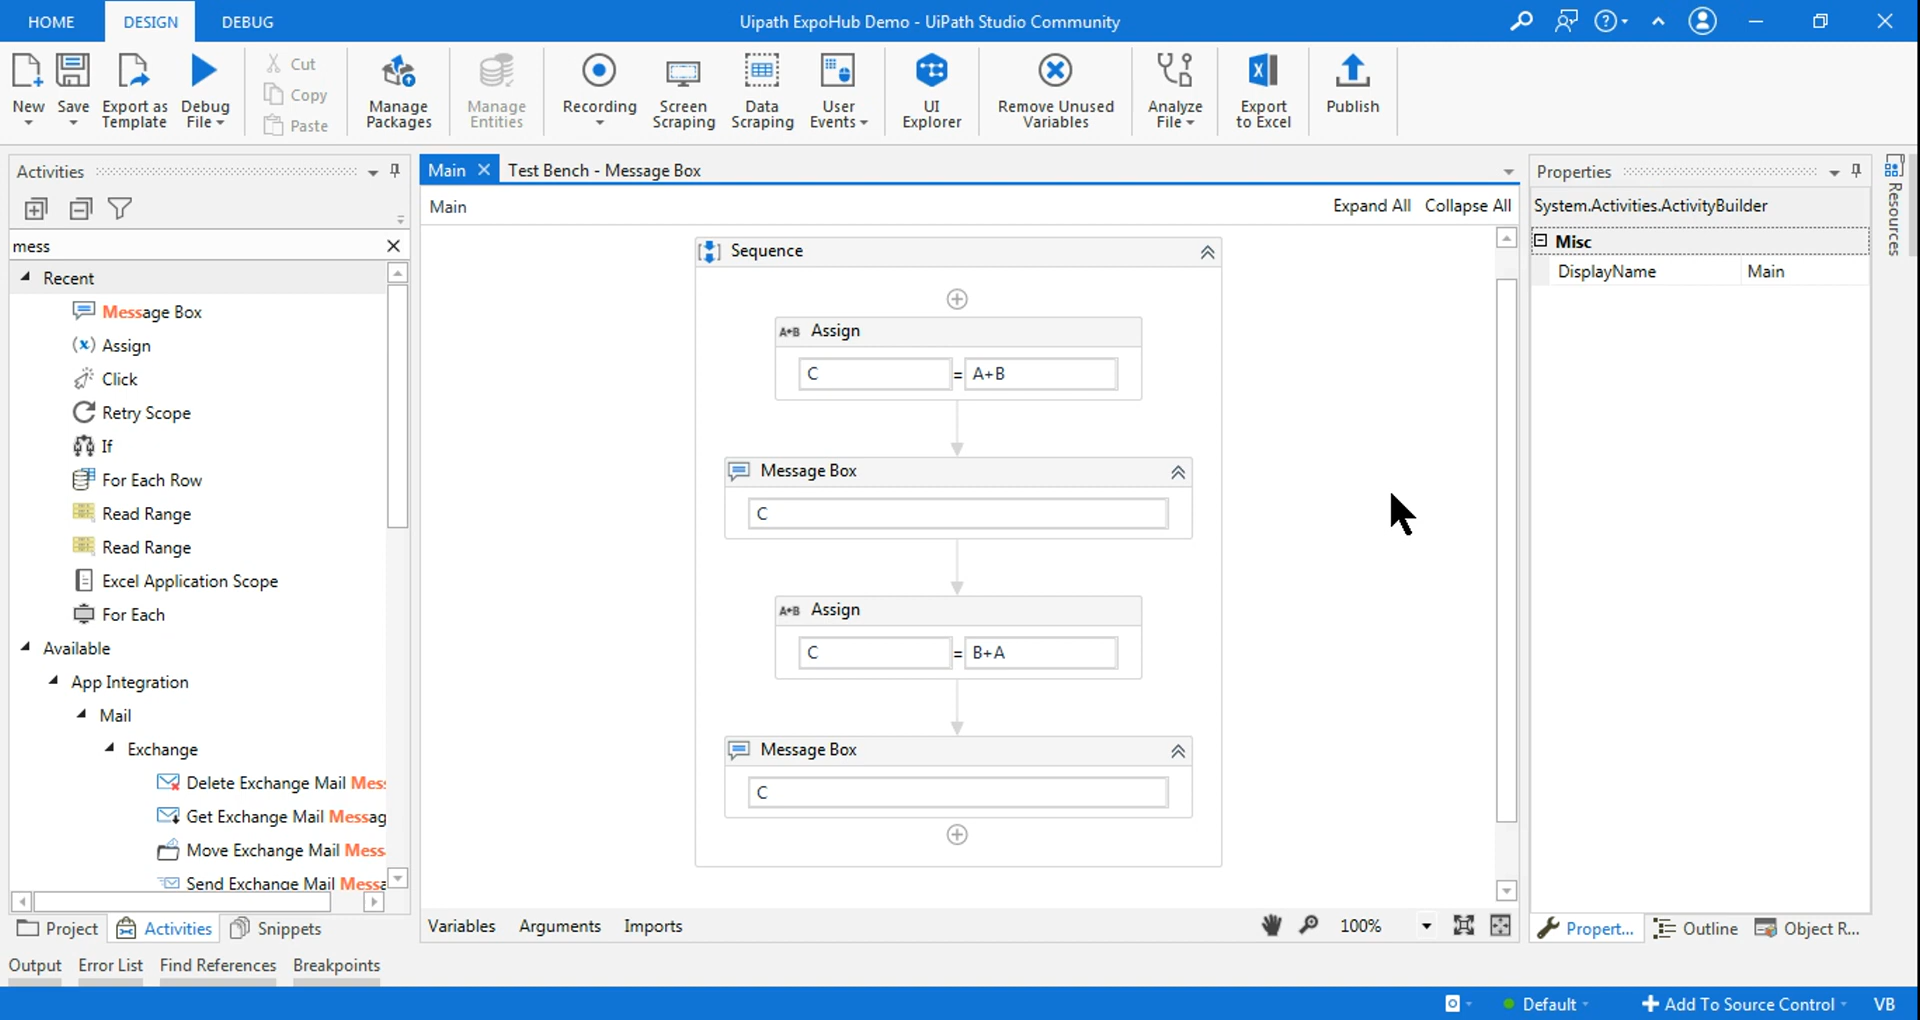 HOME DESIGN DEBUG Uipath ExpoHub Demo - UiPath Studio Community
New Save Export as Template Debug File
Cut
Copy
Paste
Manage Packages
Manage Entities
Recording
Screen Scraping
Data Scraping
User Events
UI Explorer
Remove Unused Variables
Analyze File
Export to Excel
Publish
Activities
mess
Recent
Message Box
Assign
Click
Retry Scope
If
For Each Row
Read Range
Read Range
Excel Application Scope
For Each
Available
App Integration
Mail
Exchange
Delete Exchange Mail Mess
Get Exchange Mail Messag
Move Exchange Mail Mess
Send Exchange Mail Messa
Project Activities Snippets
Main Test Bench - Message Box
Main Expand All Collapse All
Sequence
A+B Assign
C = A+B
Message Box
C
A+B Assign
C = B+A
Message Box
C
Variables Arguments Imports 100%
Properties
System.Activities.ActivityBuilder
Misc
DisplayName Main
Propert... Outline Object R...
Resources
Output Error List Find References Breakpoints
Default Add To Source Control VB